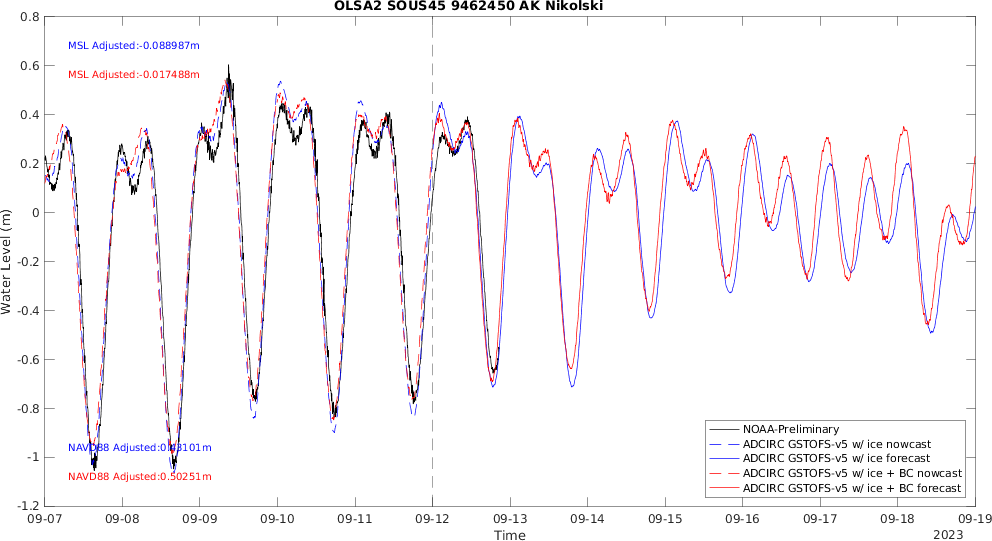 OLSA2 SOUS45 9462450 AK Nikolski
MSL Adjusted:-0.088987m
MSL Adjusted:-0.017488m
0.8
0.6
0.4
0.2
0
-0.2
-0.4
-0.6
-0.8
-1
-1.2
Water Level (m)
NAVD88
NAVD88 Adjusted:0.50251m
NOAA-Preliminary
ADCIRC GSTOFS-v5 w/ ice nowcast
ADCIRC GSTOFS-v5 w/ ice forecast
ADCIRC GSTOFS-v5 w/ ice + BC nowcast
ADCIRC GSTOFS-v5 w/ ice + BC forecast
09-07 09-08 09-09 09-10 09-11 09-12 09-13 09-14 09-15 09-16 09-17 09-18 09-19
Time
2023